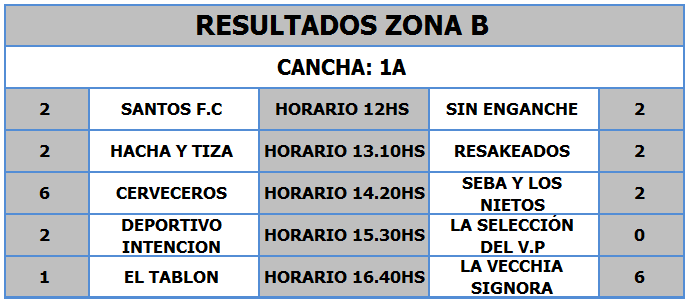 RESULTADOS ZONA B
CANCHA: 1A
2 SANTOS F.C HORARIO 12HS SIN ENGANCHE 2
2 HACHA Y TIZA HORARIO 13.10HS RESAKEADOS 2
6 CERVECEROS HORARIO 14.20HS SEBA Y LOS NIETOS 2
2 DEPORTIVO INTENCION HORARIO 15.30HS LA SELECCIÓN DEL V.P 0
1 EL TABLON HORARIO 16.40HS LA VECCHIA SIGNORA 6